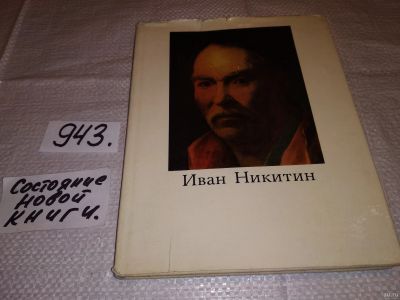 943.
Состояние
новой
книги.
Иван Никитин